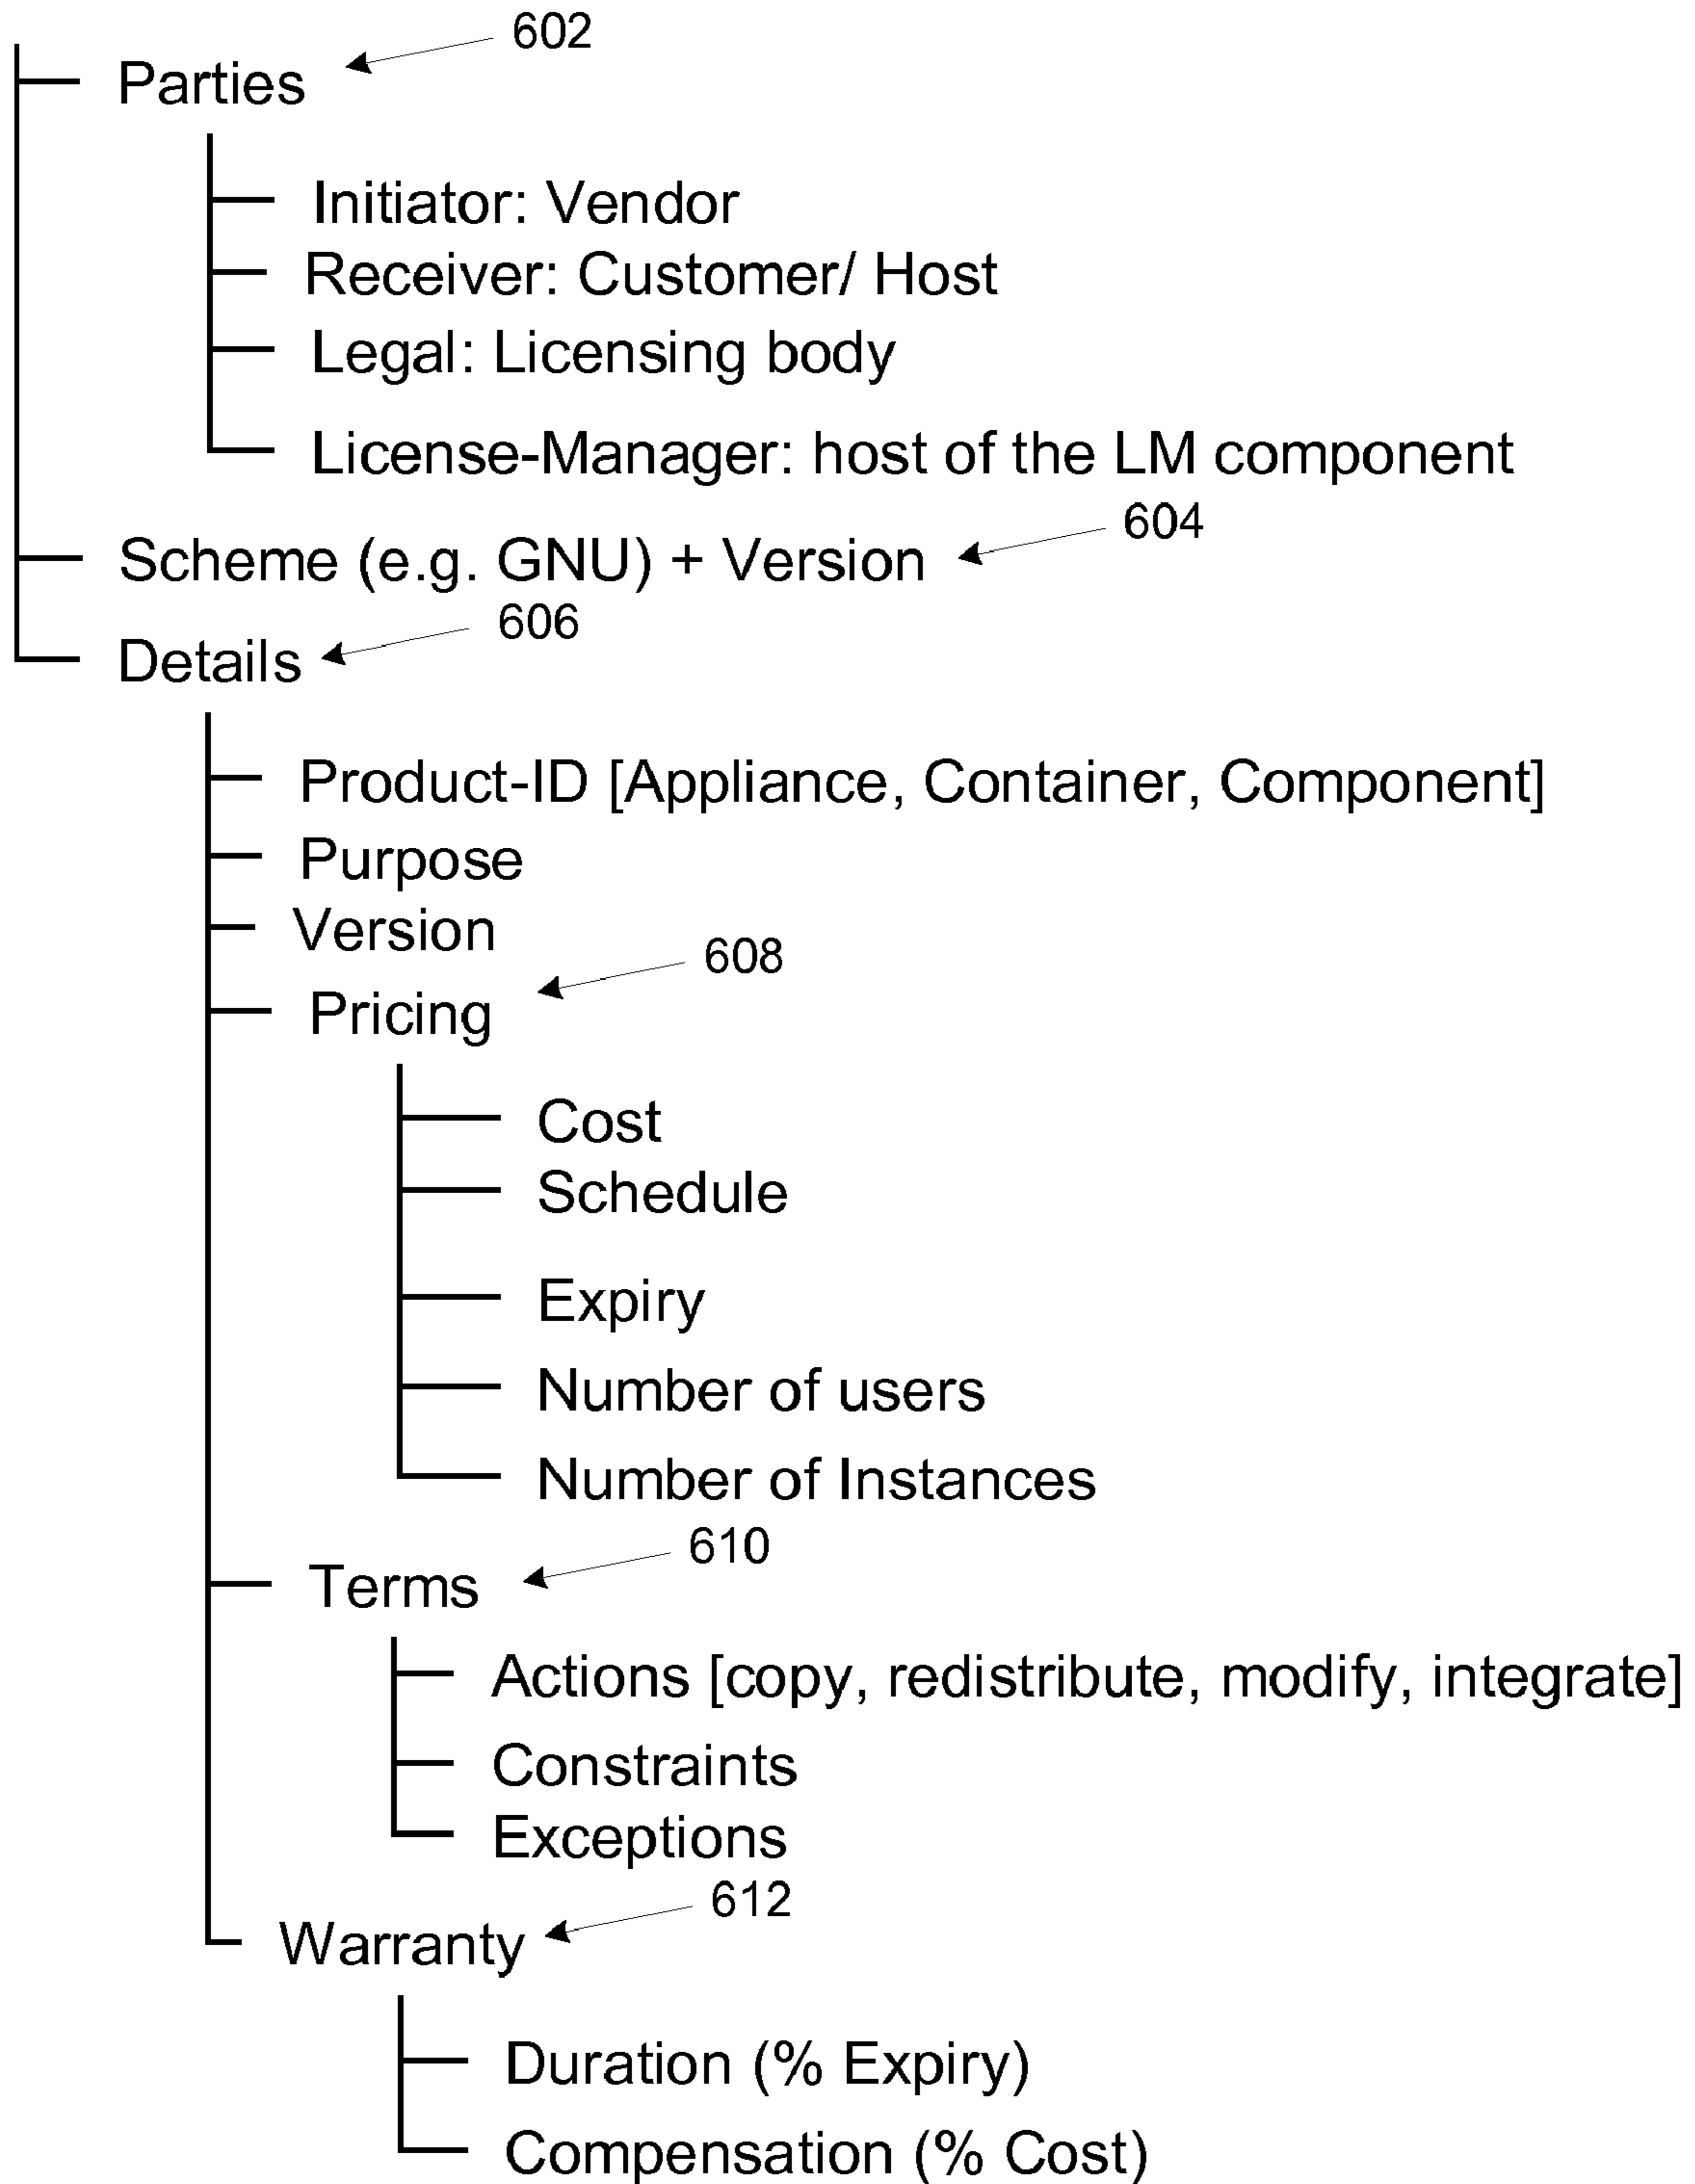 602
Parties
Initiator: Vendor
Receiver: Customer/ Host
Legal: Licensing body
License-Manager: host of the LM component
604
Scheme (e.g. GNU) + Version
606
Details
Product-ID [Appliance, Container, Component]
Purpose
Version
608
Pricing
Cost
Schedule
Expiry
Number of users
Number of Instances
610
Terms
Actions [copy, redistribute, modify, integrate]
Constraints
Exceptions
612
Warranty
Duration (% Expiry)
Compensation (% Cost)